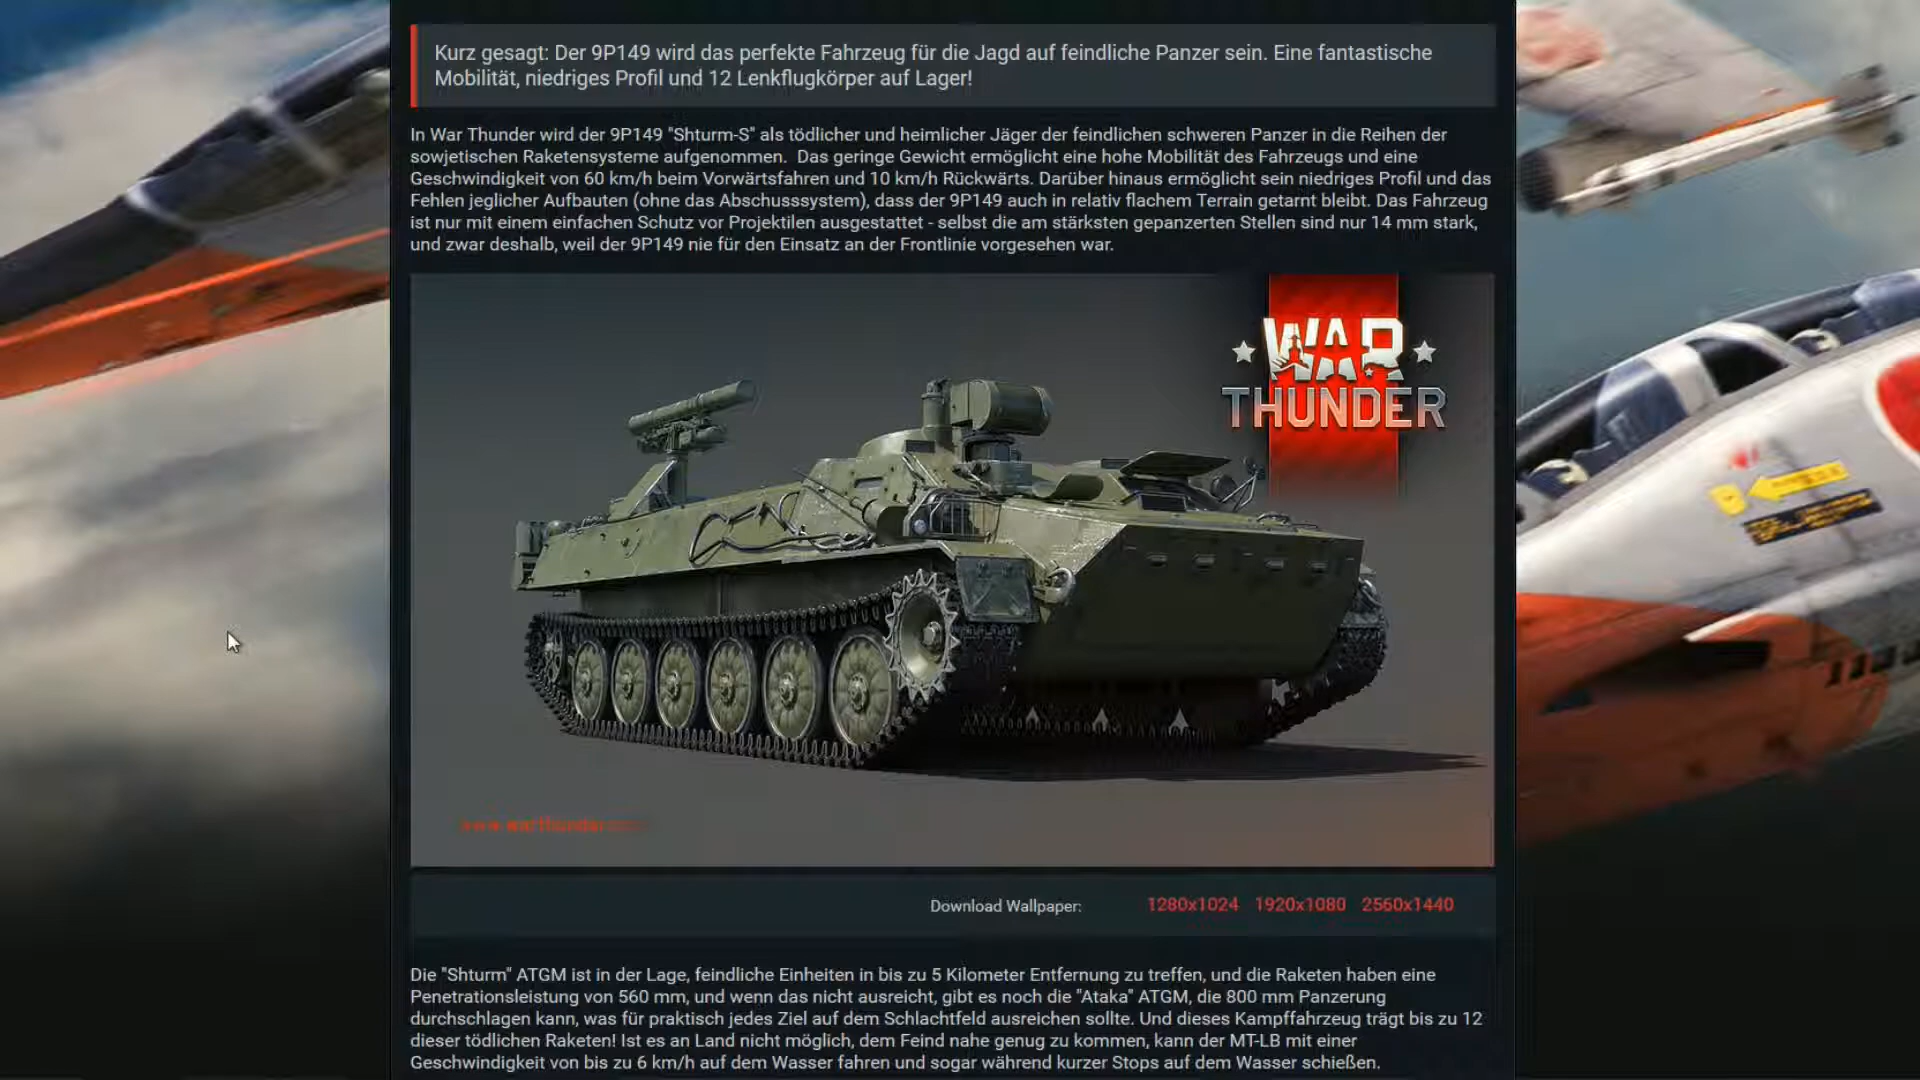 Kurz gesagt: Der 9P149 wird das perfekte Fahrzeug für die Jagd auf feindliche Panzer sein. Eine fantastische
Mobilität, niedriges Profil und 12 Lenkflugkörper auf Lager!
In War Thunder wird der 9P149 "Shturm-S" als tödlicher und heimlicher Jäger der feindlichen schweren Panzer in die Reihen der
sowjetischen Raketensysteme aufgenommen. Das geringe Gewicht ermöglicht eine hohe Mobilität des Fahrzeugs und eine
Geschwindigkeit von 60 km/h beim Vorwärtsfahren und 10 km/h Rückwärts. Darüber hinaus ermöglicht sein niedriges Profil und das
Fehlen jeglicher Aufbauten (ohne das Abschusssystem), dass der 9P149 auch in relativ flachem Terrain getarnt bleibt. Das Fahrzeug
ist nur mit einem einfachen Schutz vor Projektilen ausgestattet - selbst die am stärksten gepanzerten Stellen sind nur 14 mm stark,
und zwar deshalb, weil der 9P149 nie für den Einsatz an der Frontlinie vorgesehen war.
WAR
THUNDER
Download Wallpaper: 1280x1024 1920x1080 2560x1440
Die "Shturm" ATGM ist in der Lage, feindliche Einheiten in bis zu 5 Kilometer Entfernung zu treffen, und die Raketen haben eine
Penetrationsleistung von 560 mm, und wenn das nicht ausreicht, gibt es noch die "Ataka" ATGM, die 800 mm Panzerung
durchschlagen kann, was für praktisch jedes Ziel auf dem Schlachtfeld ausreichen sollte. Und dieses Kampffahrzeug trägt bis zu 12
dieser tödlichen Raketen! Ist es an Land nicht möglich, dem Feind nahe genug zu kommen, kann der MT-LB mit einer
Geschwindigkeit von bis zu 6 km/h auf dem Wasser fahren und sogar während kurzer Stops auf dem Wasser schießen.